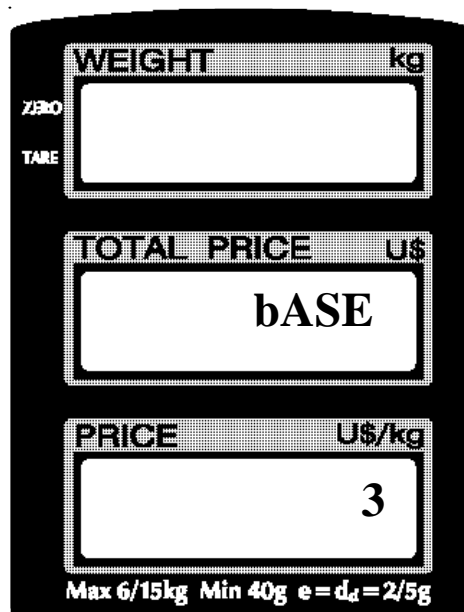 WEIGHT kg
ZERO
TARE
TOTAL PRICE U$
bASE
PRICE U$/kg
3
Max 6/15kg Min 40g e=dd=2/5g